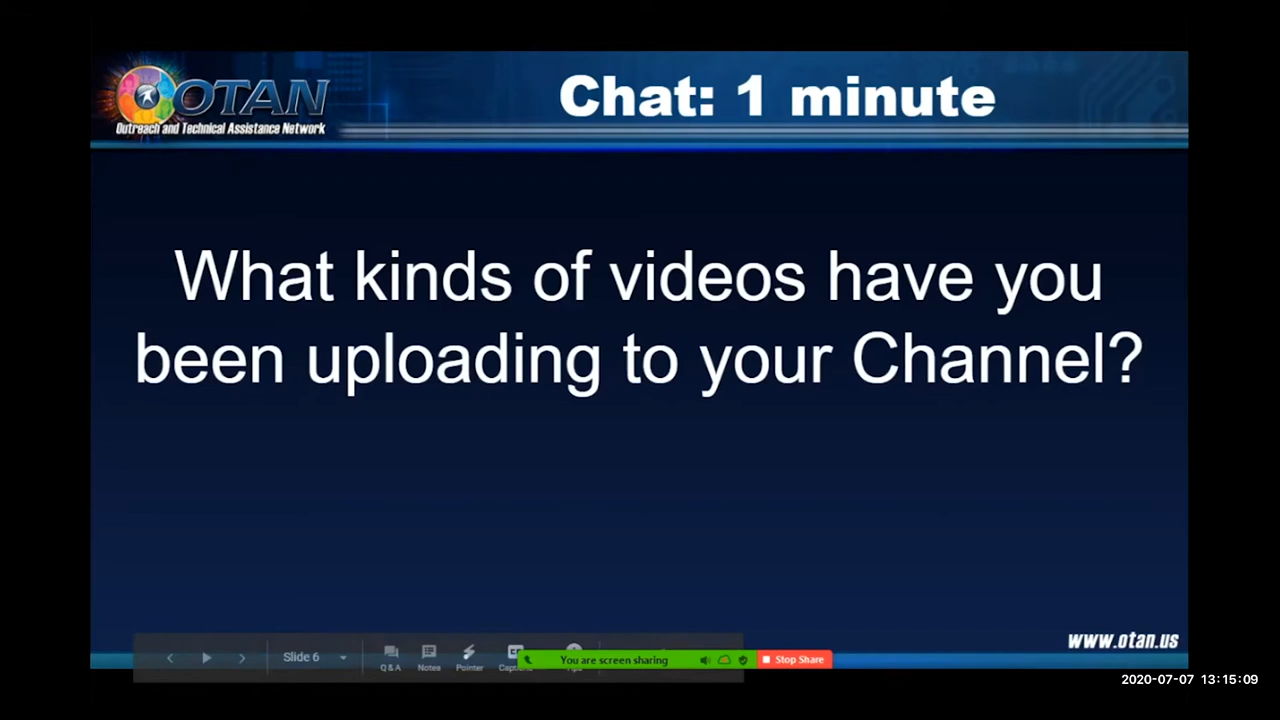 OTAN
Outreach and Technical Assistance Network
Chat: 1 minute
What kinds of videos have you
been uploading to your Channel?
www.otan.us
Slide 6
Q & A
Notes
Pointer
You are screen sharing
Stop Share
2020-07-07 13:15:09